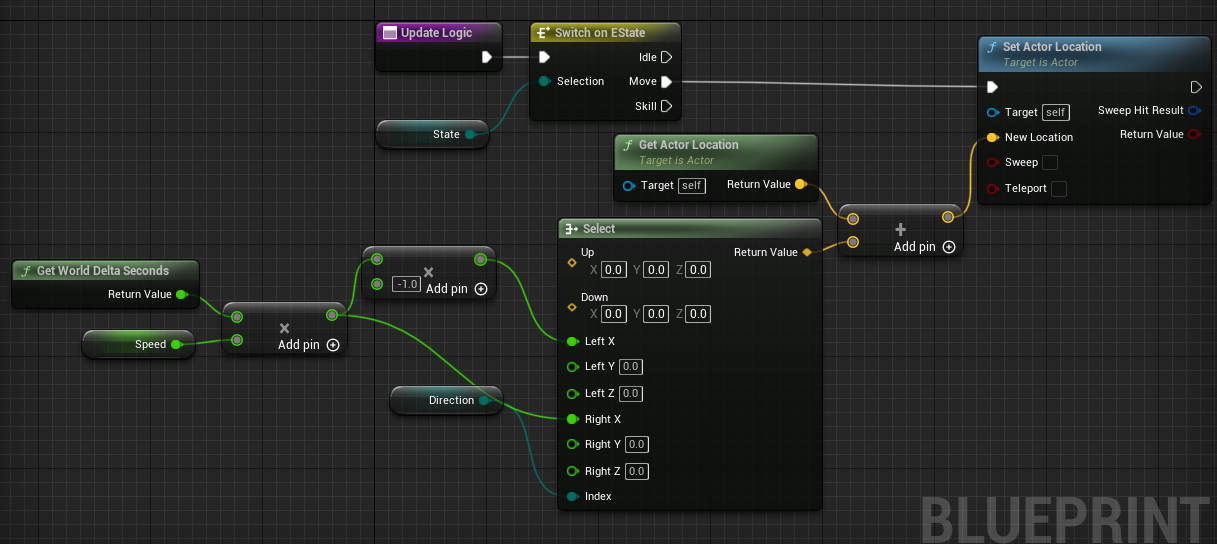 Update Logic
Switch on EState
Idle
Selection
Move
Skill
State
Set Actor Location
Target is Actor
Target self
Sweep Hit Result
New Location
Return Value
Sweep
Teleport
Get Actor Location
Target is Actor
Target self
Return Value
+
Add pin
Get World Delta Seconds
Return Value
Speed
×
Add pin
×
-1.0
Add pin
Direction
Select
Up
Return Value
X 0.0 Y 0.0 Z 0.0
Down
X 0.0 Y 0.0 Z 0.0
Left X
Left Y 0.0
Left Z 0.0
Right X
Right Y 0.0
Right Z 0.0
Index
BLUEPRINT